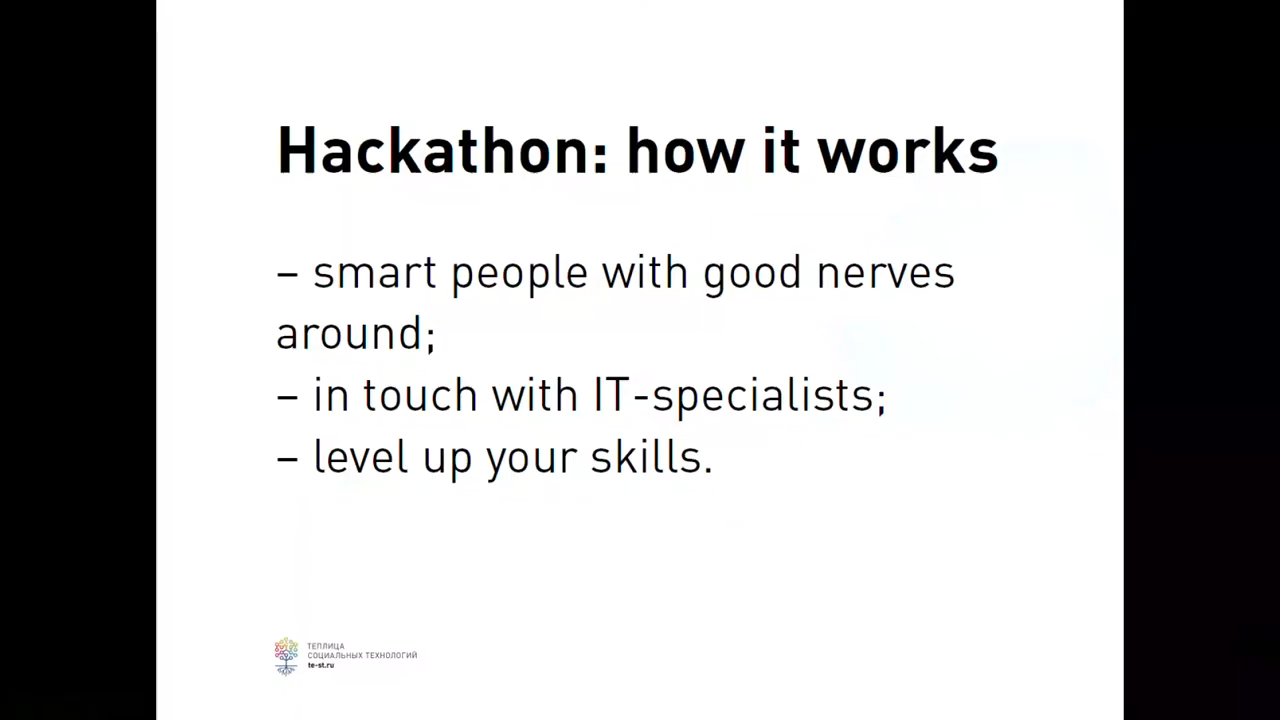 Hackathon: how it works
– smart people with good nerves
around;
– in touch with IT-specialists;
– level up your skills.
ТЕПЛИЦА
СОЦИАЛЬНЫХ ТЕХНОЛОГИЙ
te-st.ru